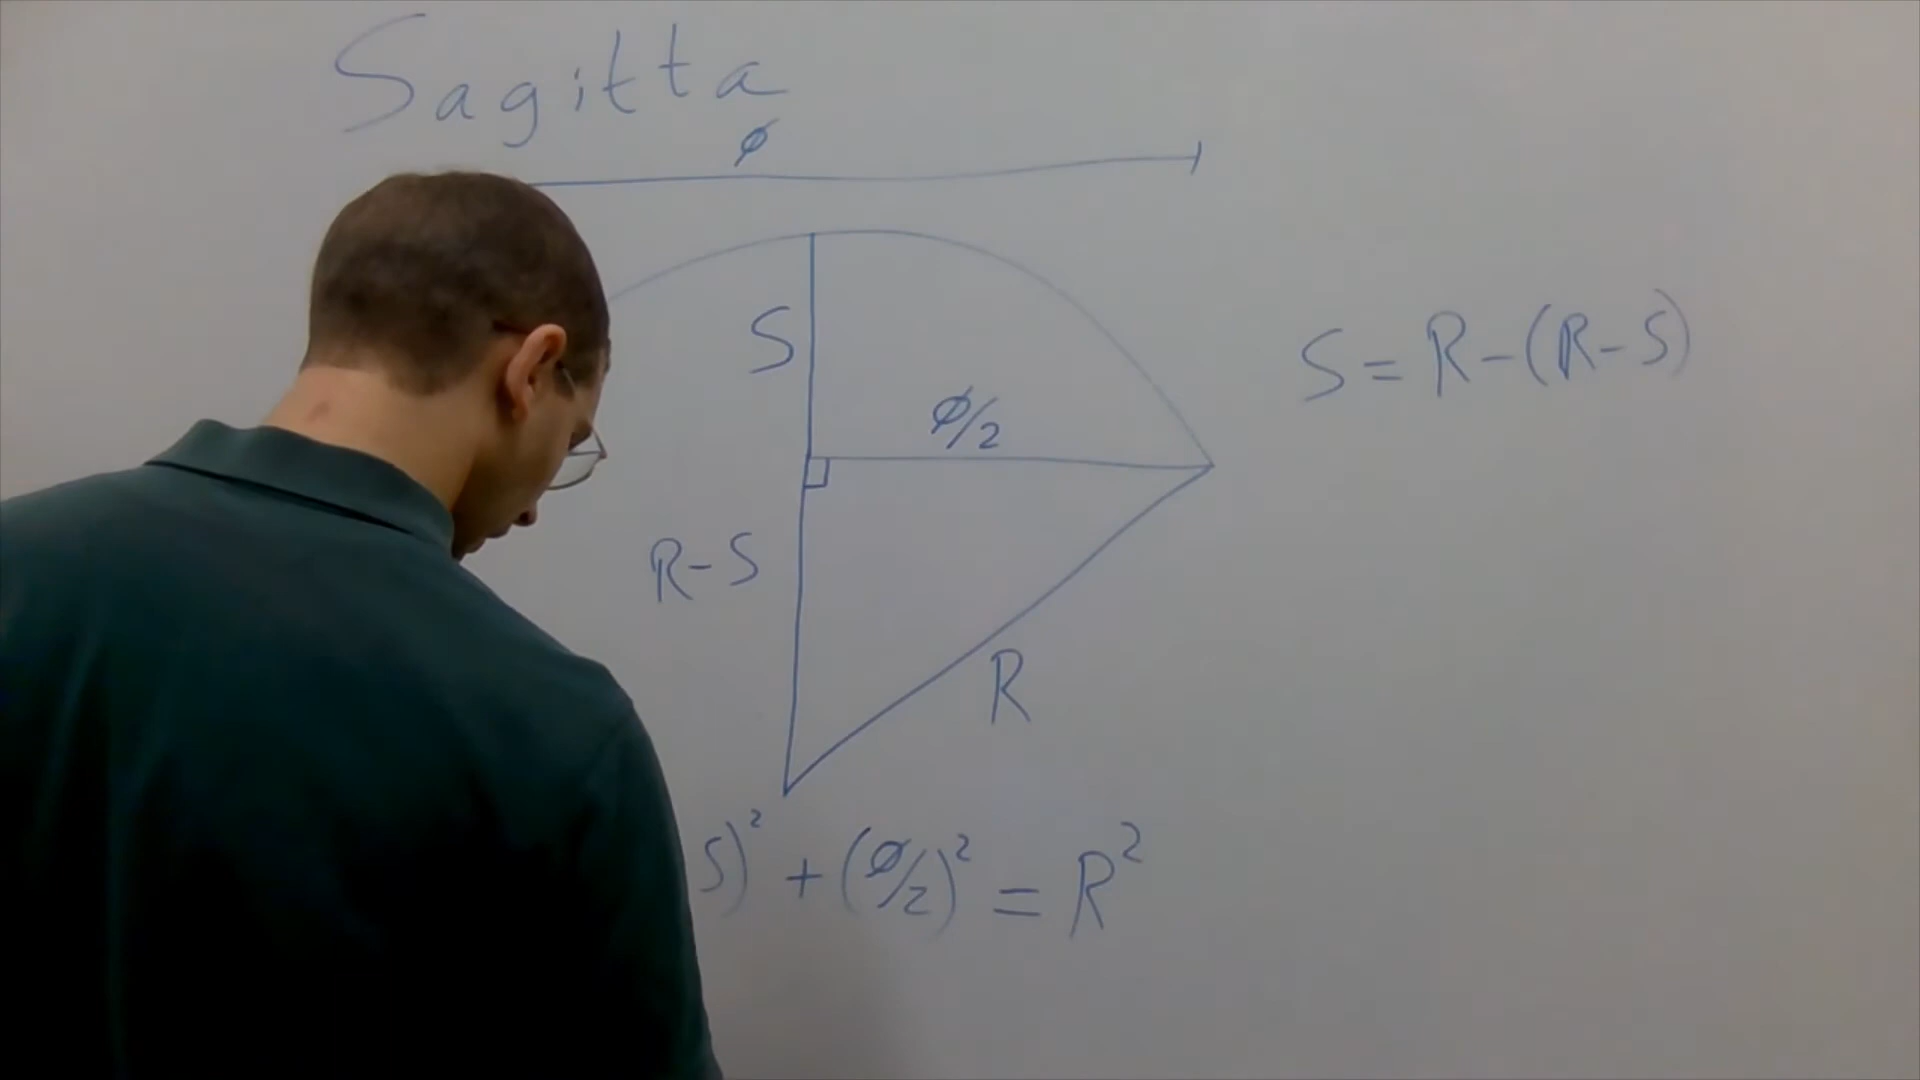 Sagitta
ø
S
S = R - (R - S)
ø/2
R - S
R
S)² + (ø/2)² = R²